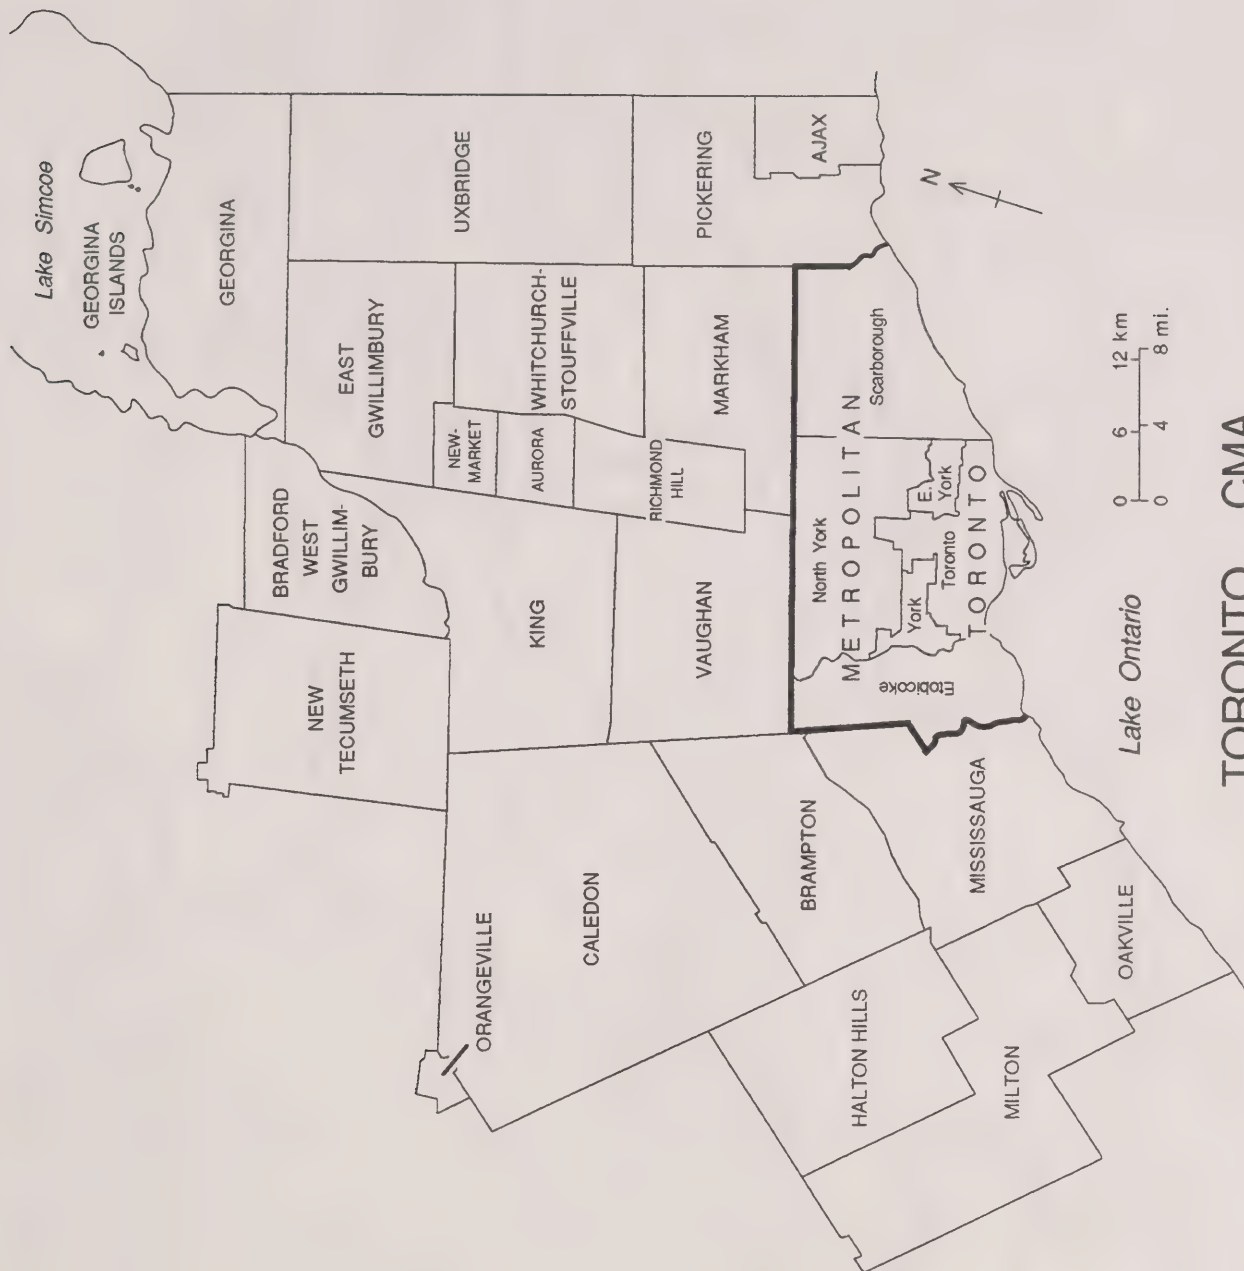 Lake Simcoe
GEORGINA
ISLANDS
GEORGINA
BRADFORD
WEST
GWILLIM-
BURY
EAST
GWILLIMBURY
UXBRIDGE
NEW
TECUMSETH
NEW-
MARKET
WHITCHURCH-
STOUFFVILLE
AURORA
KING
ORANGEVILLE
CALEDON
RICHMOND
HILL
VAUGHAN
MARKHAM
PICKERING
AJAX
BRAMPTON
METROPOLITAN
TORONTO
North York
Scarborough
Etobicoke
York
E.
York
Toronto
HALTON HILLS
MISSISSAUGA
MILTON
OAKVILLE
N
Lake Ontario
0 6 12 km
0 4 8 mi.
TORONTO CMA